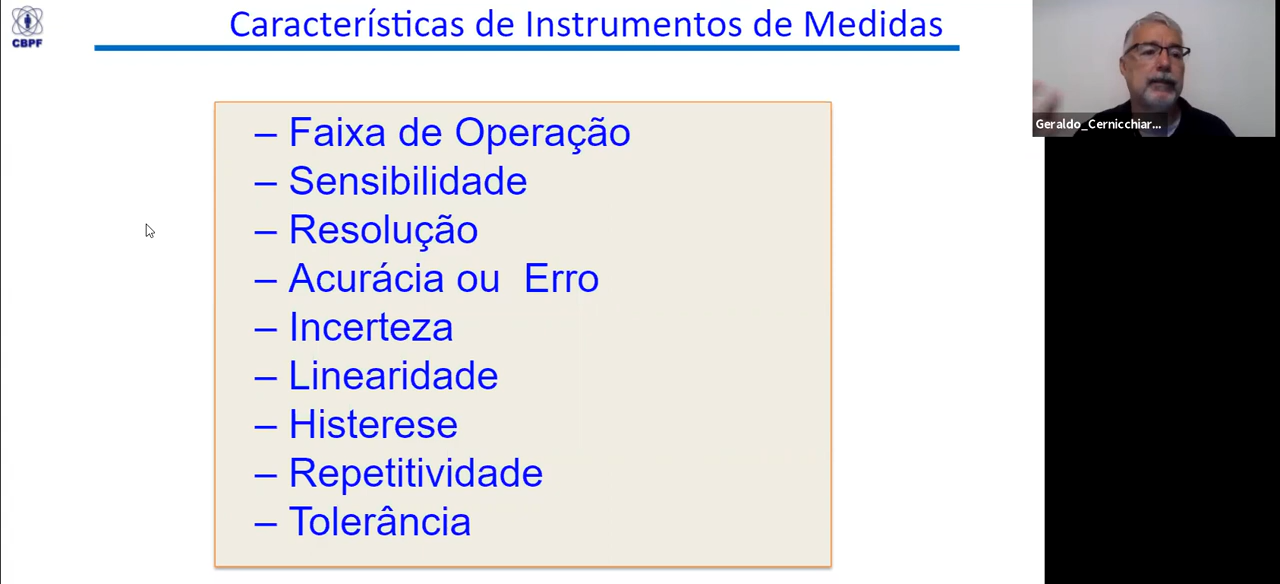 Características de Instrumentos de Medidas
CBPF
Geraldo_Cernicchiar...
– Faixa de Operação
– Sensibilidade
– Resolução
– Acurácia ou Erro
– Incerteza
– Linearidade
– Histerese
– Repetitividade
– Tolerância